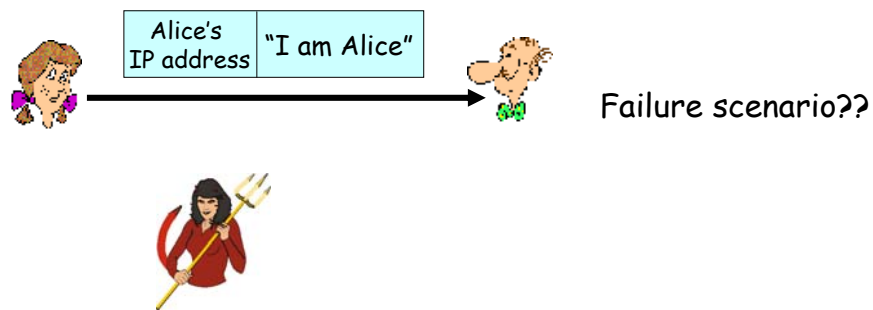 Alice's
IP address
“I am Alice”
Failure scenario??